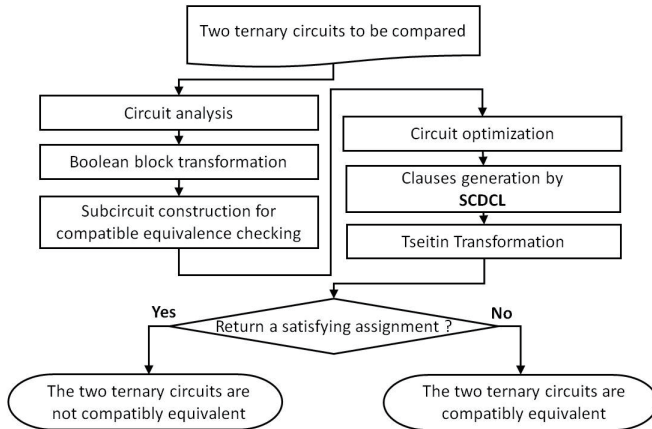 Two ternary circuits to be compared
Circuit analysis
Boolean block transformation
Subcircuit construction for
compatible equivalence checking
Circuit optimization
Clauses generation by
SCDCL
Tseitin Transformation
Return a satisfying assignment ?
Yes
No
The two ternary circuits are
not compatibly equivalent
The two ternary circuits are
compatibly equivalent